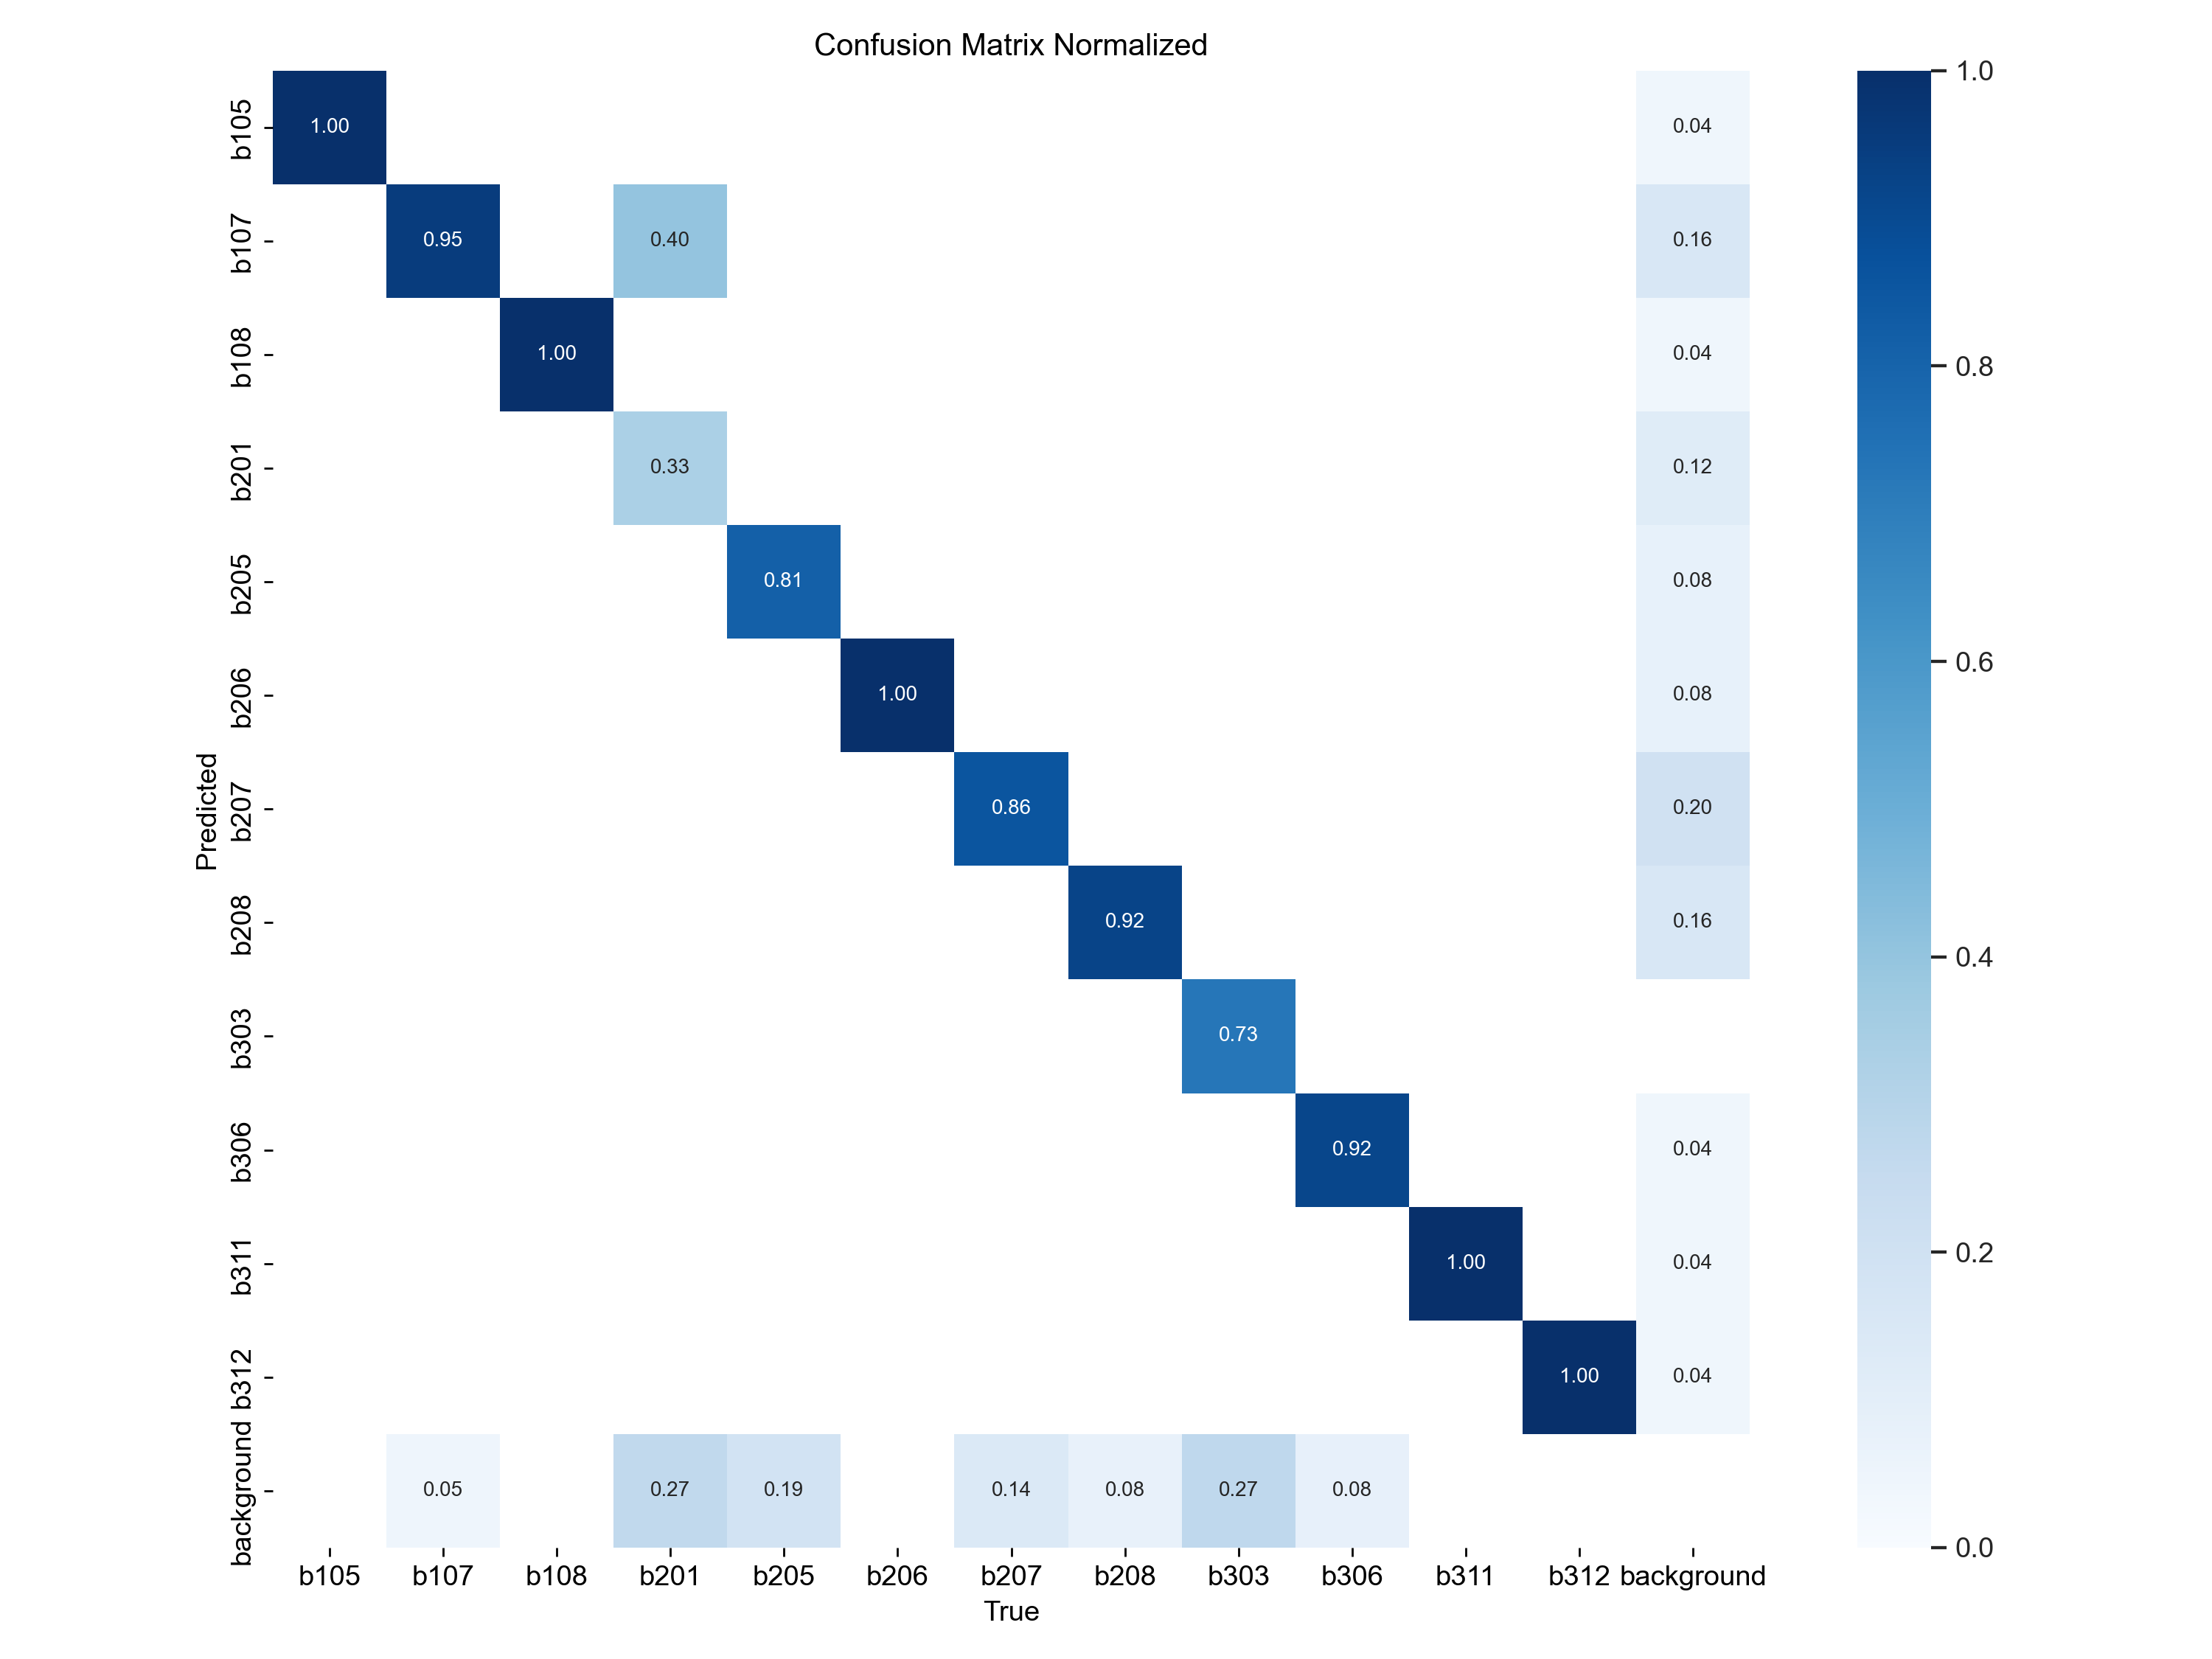 Confusion Matrix Normalized
b105 1.00 0.04
b107 0.95 0.40 0.16
b108 1.00 0.04
b201 0.33 0.12
b205 0.81 0.08
b206 1.00 0.08
b207 0.86 0.20
b208 0.92 0.16
b303 0.73
b306 0.92 0.04
b311 1.00 0.04
b312 1.00 0.04
background 0.05 0.27 0.19 0.14 0.08 0.27 0.08
b105 b107 b108 b201 b205 b206 b207 b208 b303 b306 b311 b312 background
True
Predicted
1.0
0.8
0.6
0.4
0.2
0.0